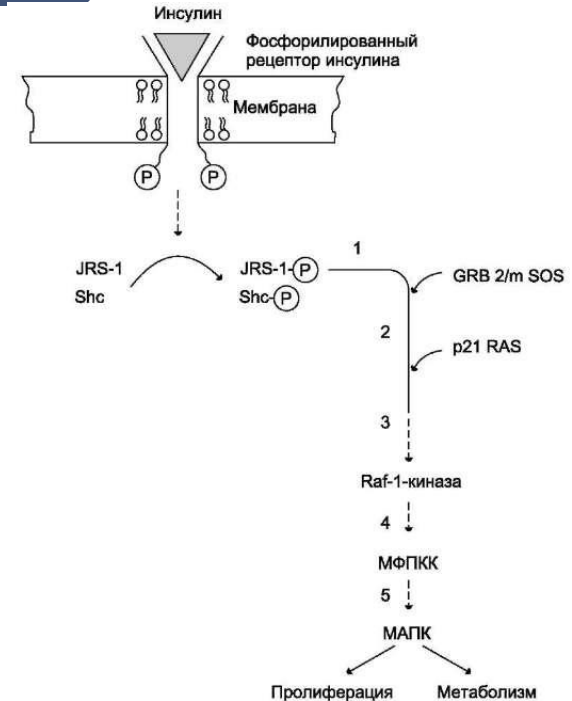 Инсулин
Фосфорилированный
рецептор инсулина
Мембрана
P P
JRS-1 JRS-1-P 1
Shc Shc-P
GRB 2/m SOS
2
p21 RAS
3
Raf-1-киназа
4
МФПКК
5
МАПК
Пролиферация Метаболизм